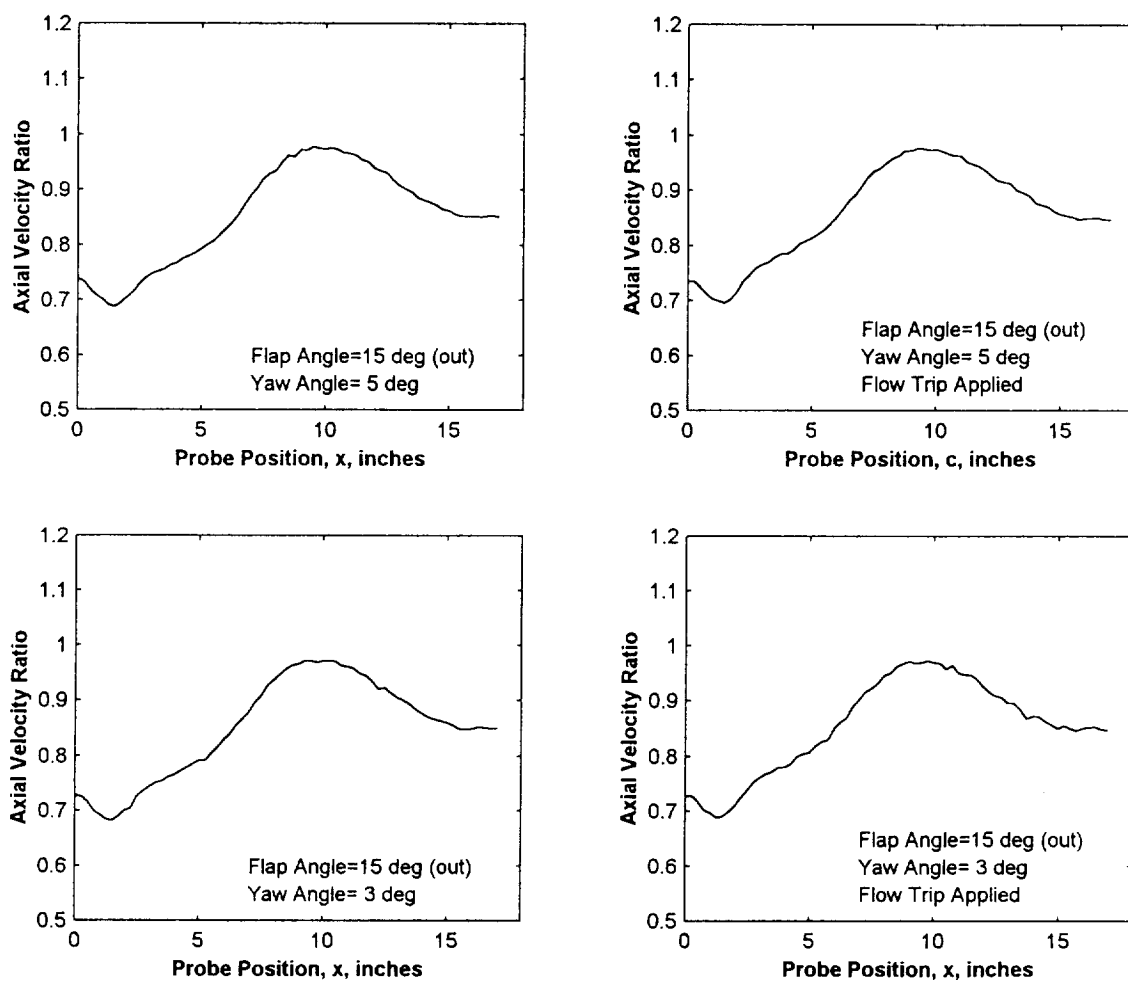 1.2
1.1
1
0.9
0.8
0.7
0.6
0.5
Axial Velocity Ratio
Flap Angle=15 deg (out)
Yaw Angle= 5 deg
0 5 10 15
Probe Position, x, inches
1.2
1.1
1
0.9
0.8
0.7
0.6
0.5
Axial Velocity Ratio
Flap Angle=15 deg (out)
Yaw Angle= 5 deg
Flow Trip Applied
0 5 10 15
Probe Position, c, inches
1.2
1.1
1
0.9
0.8
0.7
0.6
0.5
Axial Velocity Ratio
Flap Angle=15 deg (out)
Yaw Angle= 3 deg
0 5 10 15
Probe Position, x, inches
1.2
1.1
1
0.9
0.8
0.7
0.6
0.5
Axial Velocity Ratio
Flap Angle=15 deg (out)
Yaw Angle= 3 deg
Flow Trip Applied
0 5 10 15
Probe Position, x, inches